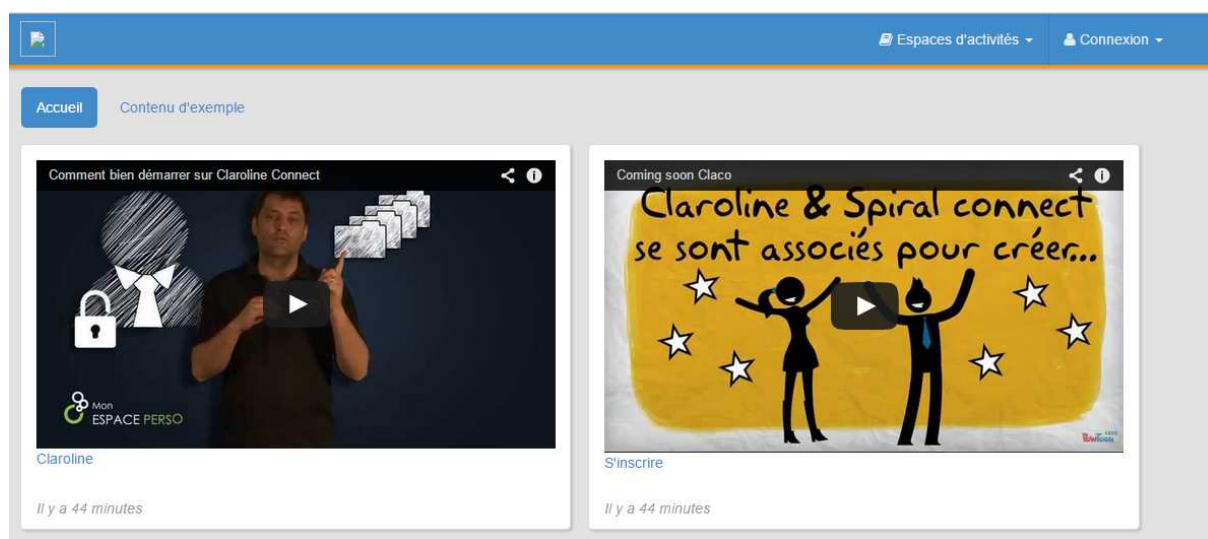 Espaces d'activités
Connexion
Accueil
Contenu d'exemple
Comment bien démarrer sur Claroline Connect
Mon
ESPACE PERSO
Claroline
Il y a 44 minutes
Coming soon Claco
Claroline & Spiral connect
se sont associés pour créer...
PowToon
S'inscrire
Il y a 44 minutes